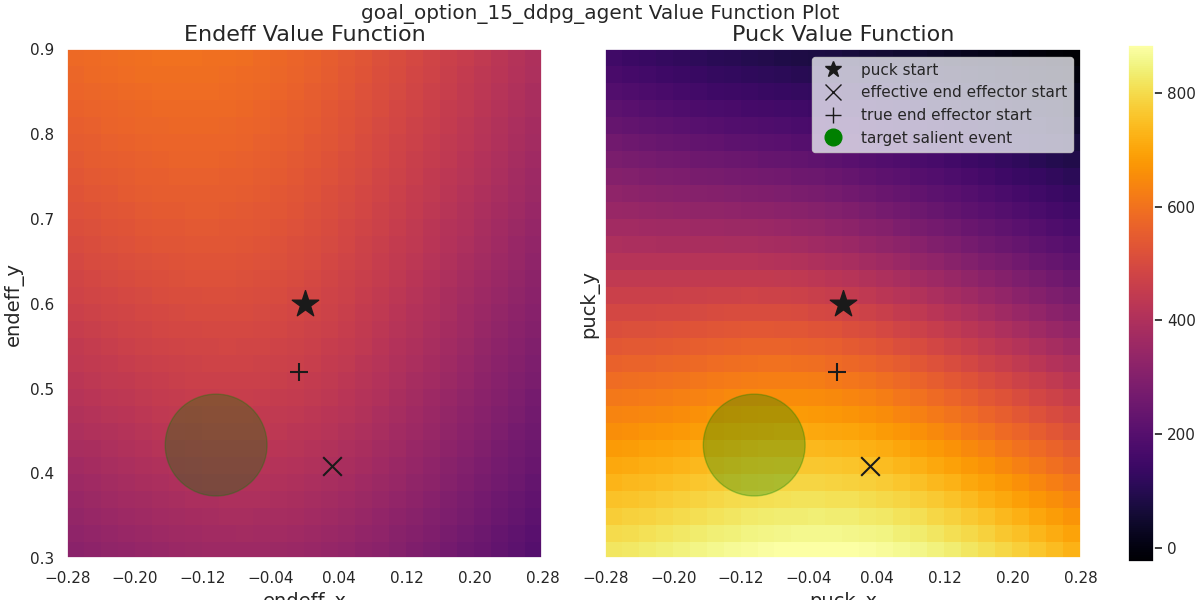 goal_option_15_ddpg_agent Value Function Plot
Endeff Value Function
Puck Value Function
puck start
effective end effector start
true end effector start
target salient event
0.9
0.8
0.7
0.6
0.5
0.4
0.3
endeff_y
−0.28 −0.20 −0.12 −0.04 0.04 0.12 0.20 0.28
endeff_x
puck_y
−0.28 −0.20 −0.12 −0.04 0.04 0.12 0.20 0.28
puck_x
800
600
400
200
0